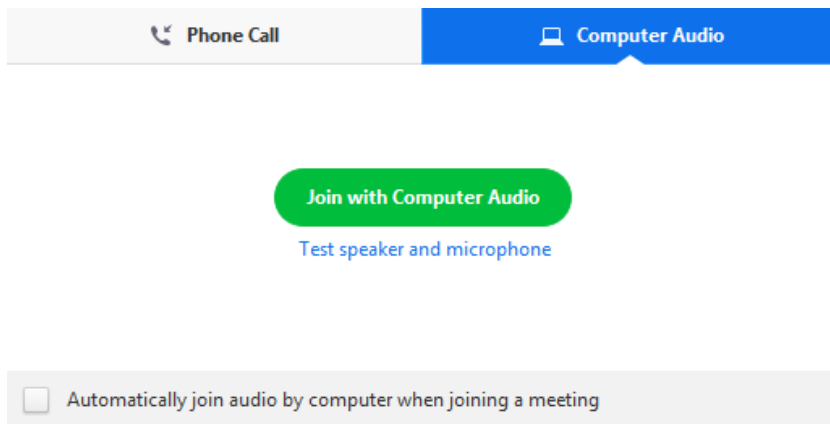 Phone Call
Computer Audio
Join with Computer Audio
Test speaker and microphone
Automatically join audio by computer when joining a meeting